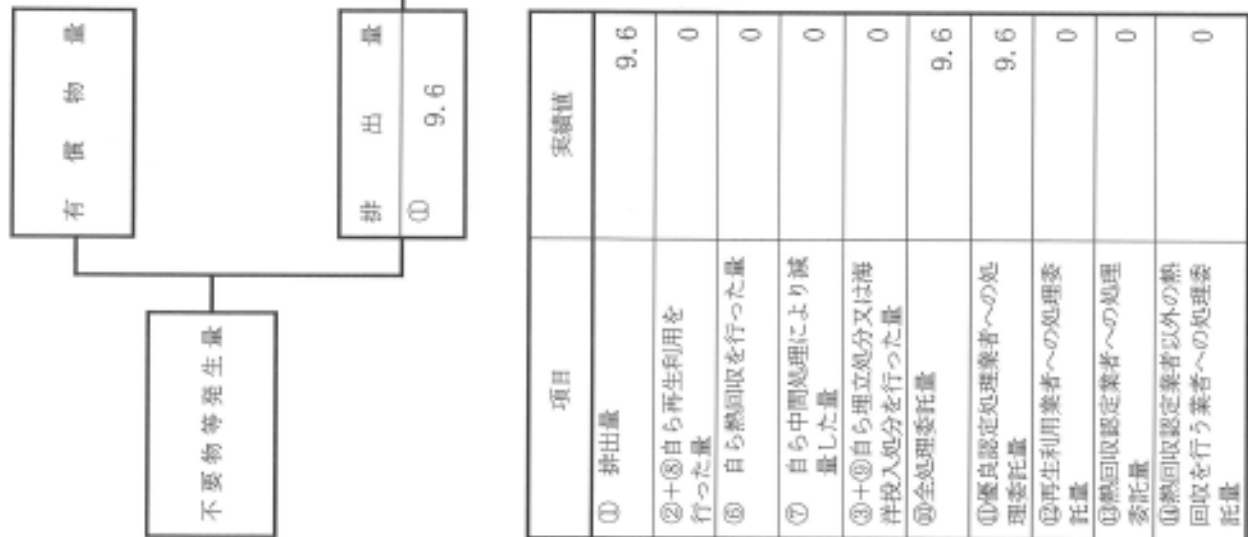 有償物量
不要物等発生量
排出量
① 9.6
項目 実績値
① 排出量 9.6
②+⑧自ら再生利用を
行った量 0
⑥ 自ら熱回収を行った量 0
⑦ 自ら中間処理により減
量した量 0
③+⑨自ら埋立処分又は海
洋投入処分を行った量 0
⑩全処理委託量 9.6
⑪優良認定処理業者への処
理委託量 9.6
⑫再生利用業者への処理委
託量 0
⑬熱回収認定業者への処理
委託量 0
⑭熱回収認定業者以外の熱
回収を行う業者への処理委
託量 0